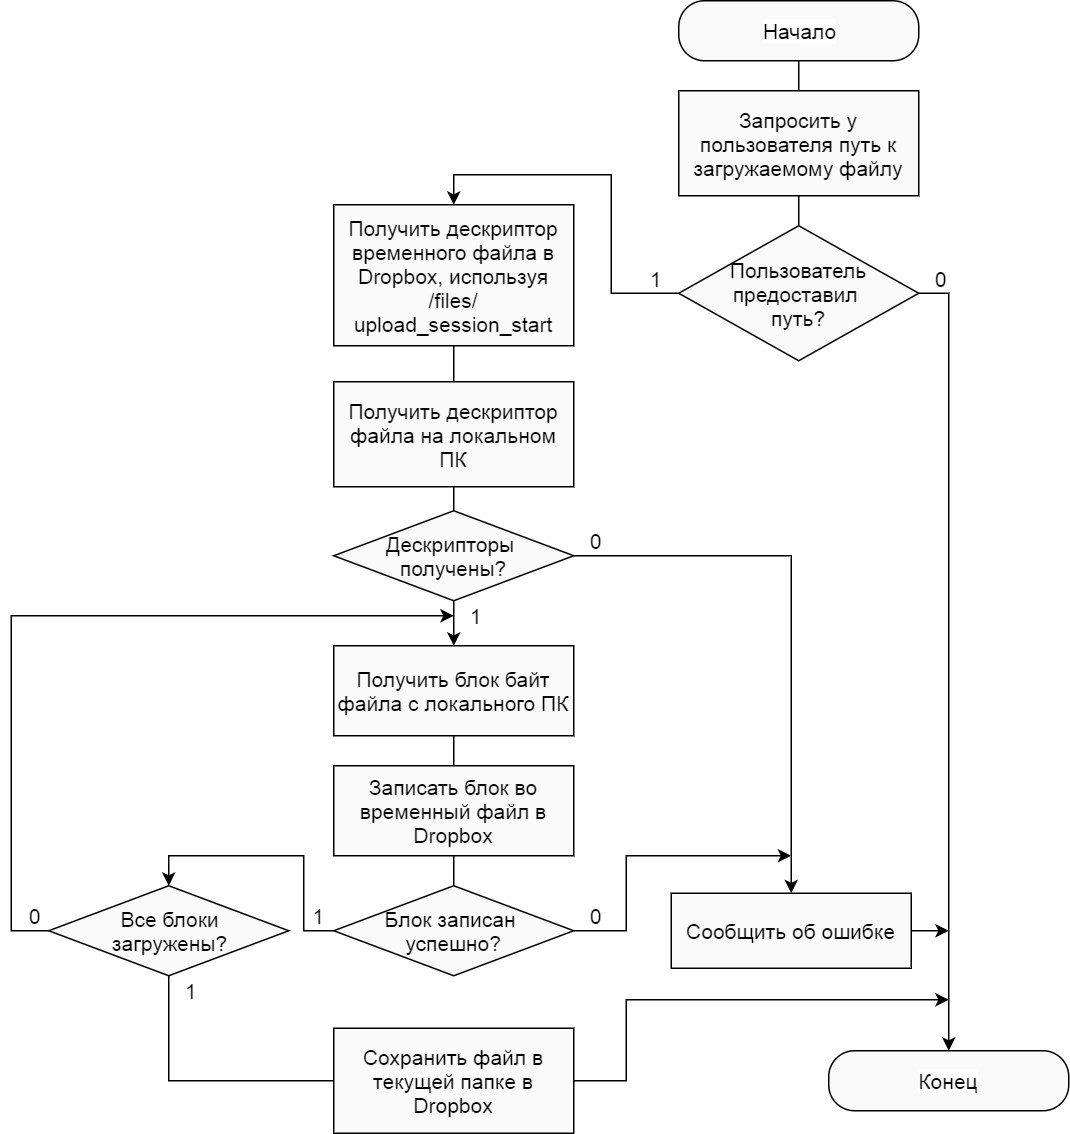 Начало
Запросить у
пользователя путь к
загружаемому файлу
Пользователь
предоставил
путь?
1
0
Получить дескриптор
временного файла в
Dropbox, используя
/files/
upload_session_start
Получить дескриптор
файла на локальном
ПК
Дескрипторы
получены?
0
1
Получить блок байт
файла с локального ПК
Записать блок во
временный файл в
Dropbox
Блок записан
успешно?
1
0
Все блоки
загружены?
0
1
Сообщить об ошибке
Сохранить файл в
текущей папке в
Dropbox
Конец